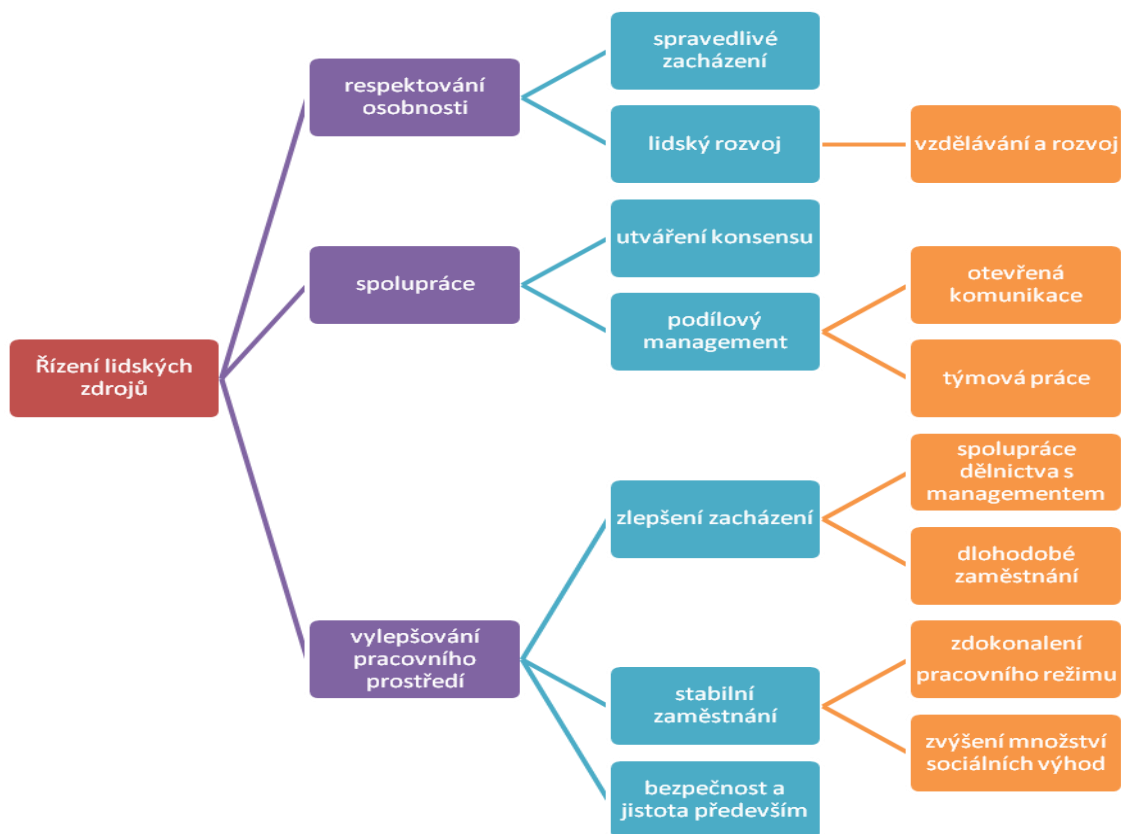 Řízení lidských
zdrojů
respektování
osobnosti
spravedlivé
zacházení
lidský rozvoj
vzdělávání a rozvoj
spolupráce
utváření konsensu
podílový
management
otevřená
komunikace
týmová práce
vylepšování
pracovního
prostředí
zlepšení zacházení
spolupráce
dělnictva s
managementem
dlohodobé
zaměstnání
stabilní
zaměstnání
zdokonalení
pracovního režimu
zvýšení množství
sociálních výhod
bezpečnost a
jistota především